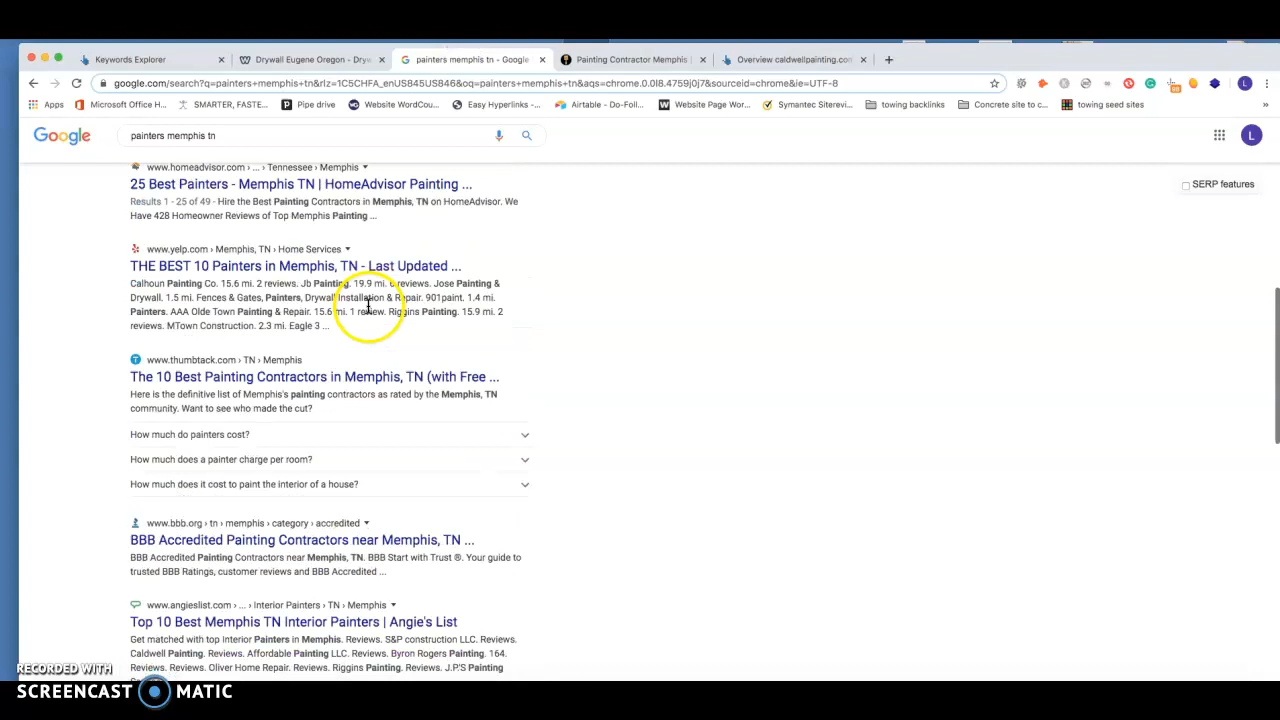 Keywords Explorer
Drywall Eugene Oregon - Dryw
painters memphis tn - Google
Painting Contractor Memphis
Overview caldwellpainting.com
google.com/search?q=painters+memphis+tn&rlz=1C5CHFA_enUS845US846&oq=painters+memphis+tn&aqs=chrome.0.0l8.4759j0j7&sourceid=chrome&ie=UTF-8
L
Apps
Microsoft Office H...
SMARTER, FASTE...
Pipe drive
Website WordCou...
Easy Hyperlinks -...
Airtable - Do-Foll...
Website Page Wor...
Symantec Siterevi...
towing backlinks
Concrete site to c...
towing seed sites
»
Google
painters memphis tn
L
SERP features
www.homeadvisor.com › ... › Tennessee › Memphis
25 Best Painters - Memphis TN | HomeAdvisor Painting ...
Results 1 - 25 of 49 - Hire the Best Painting Contractors in Memphis, TN on HomeAdvisor. We
Have 428 Homeowner Reviews of Top Memphis Painting ...
www.yelp.com › Memphis, TN › Home Services
THE BEST 10 Painters in Memphis, TN - Last Updated ...
Calhoun Painting Co. 15.6 mi. 2 reviews. Jb Painting. 19.9 mi. reviews. Jose Painting &
Drywall. 1.5 mi. Fences & Gates, Painters, Drywall Installation & Repair. 901paint. 1.4 mi.
Painters. AAA Olde Town Painting & Repair. 15.6 mi. 1 review. Riggins Painting. 15.9 mi. 2
reviews. MTown Construction. 2.3 mi. Eagle 3 ...
www.thumbtack.com › TN › Memphis
The 10 Best Painting Contractors in Memphis, TN (with Free ...
Here is the definitive list of Memphis's painting contractors as rated by the Memphis, TN
community. Want to see who made the cut?
How much do painters cost?
How much does a painter charge per room?
How much does it cost to paint the interior of a house?
www.bbb.org › tn › memphis › category › accredited
BBB Accredited Painting Contractors near Memphis, TN ...
BBB Accredited Painting Contractors near Memphis, TN. BBB Start with Trust ®. Your guide to
trusted BBB Ratings, customer reviews and BBB Accredited ...
www.angieslist.com › ... › Interior Painters › TN › Memphis
Top 10 Best Memphis TN Interior Painters | Angie's List
Get matched with top Interior Painters in Memphis. Reviews. S&P construction LLC. Reviews.
Caldwell Painting. Reviews. Affordable Painting LLC. Reviews. Byron Rogers Painting. 164.
Reviews. Reviews. Oliver Home Repair. Reviews. Riggins Painting. Reviews. J.P'S Painting
RECORDED WITH
SCREENCAST MATIC